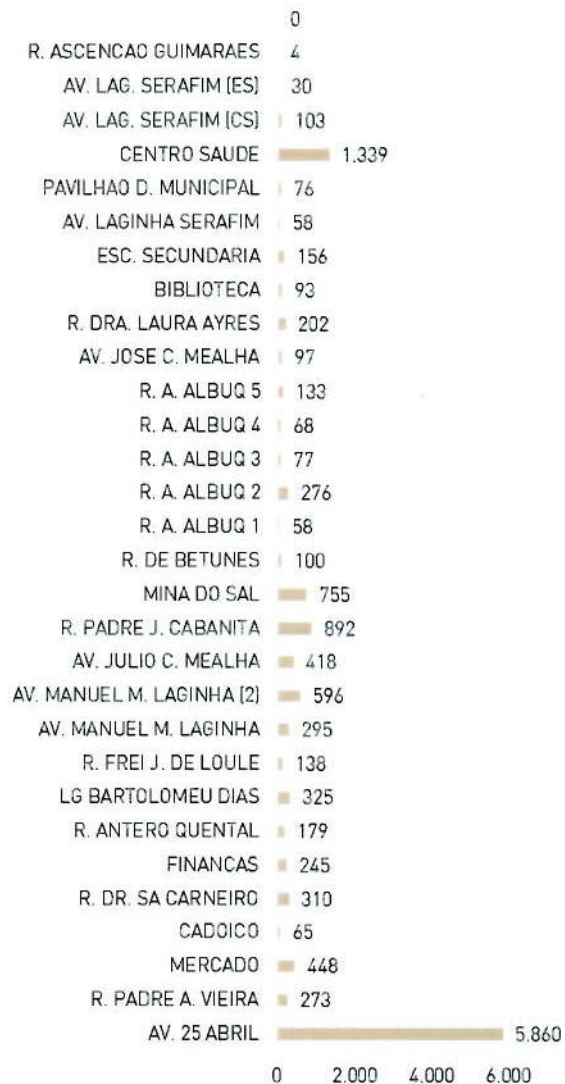 0
R. ASCENCAO GUIMARAES 4
AV. LAG. SERAFIM (ES) 30
AV. LAG. SERAFIM (CS) 103
CENTRO SAUDE 1.339
PAVILHAO D. MUNICIPAL 76
AV. LAGINHA SERAFIM 58
ESC. SECUNDARIA 156
BIBLIOTECA 93
R. DRA. LAURA AYRES 202
AV. JOSE C. MEALHA 97
R. A. ALBUQ 5 133
R. A. ALBUQ 4 68
R. A. ALBUQ 3 77
R. A. ALBUQ 2 276
R. A. ALBUQ 1 58
R. DE BETUNES 100
MINA DO SAL 755
R. PADRE J. CABANITA 892
AV. JULIO C. MEALHA 418
AV. MANUEL M. LAGINHA (2) 596
AV. MANUEL M. LAGINHA 295
R. FREI J. DE LOULE 138
LG BARTOLOMEU DIAS 325
R. ANTERO QUENTAL 179
FINANCAS 245
R. DR. SA CARNEIRO 310
CADOICO 65
MERCADO 448
R. PADRE A. VIEIRA 273
AV. 25 ABRIL 5.860
0 2.000 4.000 6.000